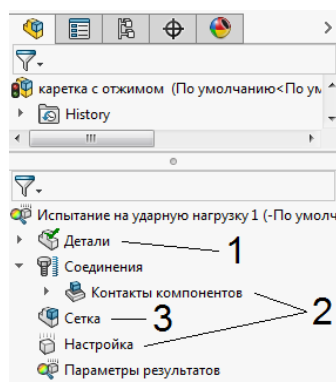 каретка с отжимом (По умолчанию<По ум
History
Испытание на ударную нагрузку 1 (-По умолч
Детали
1
Соединения
Контакты компонентов
2
Сетка
3
Настройка
Параметры результатов